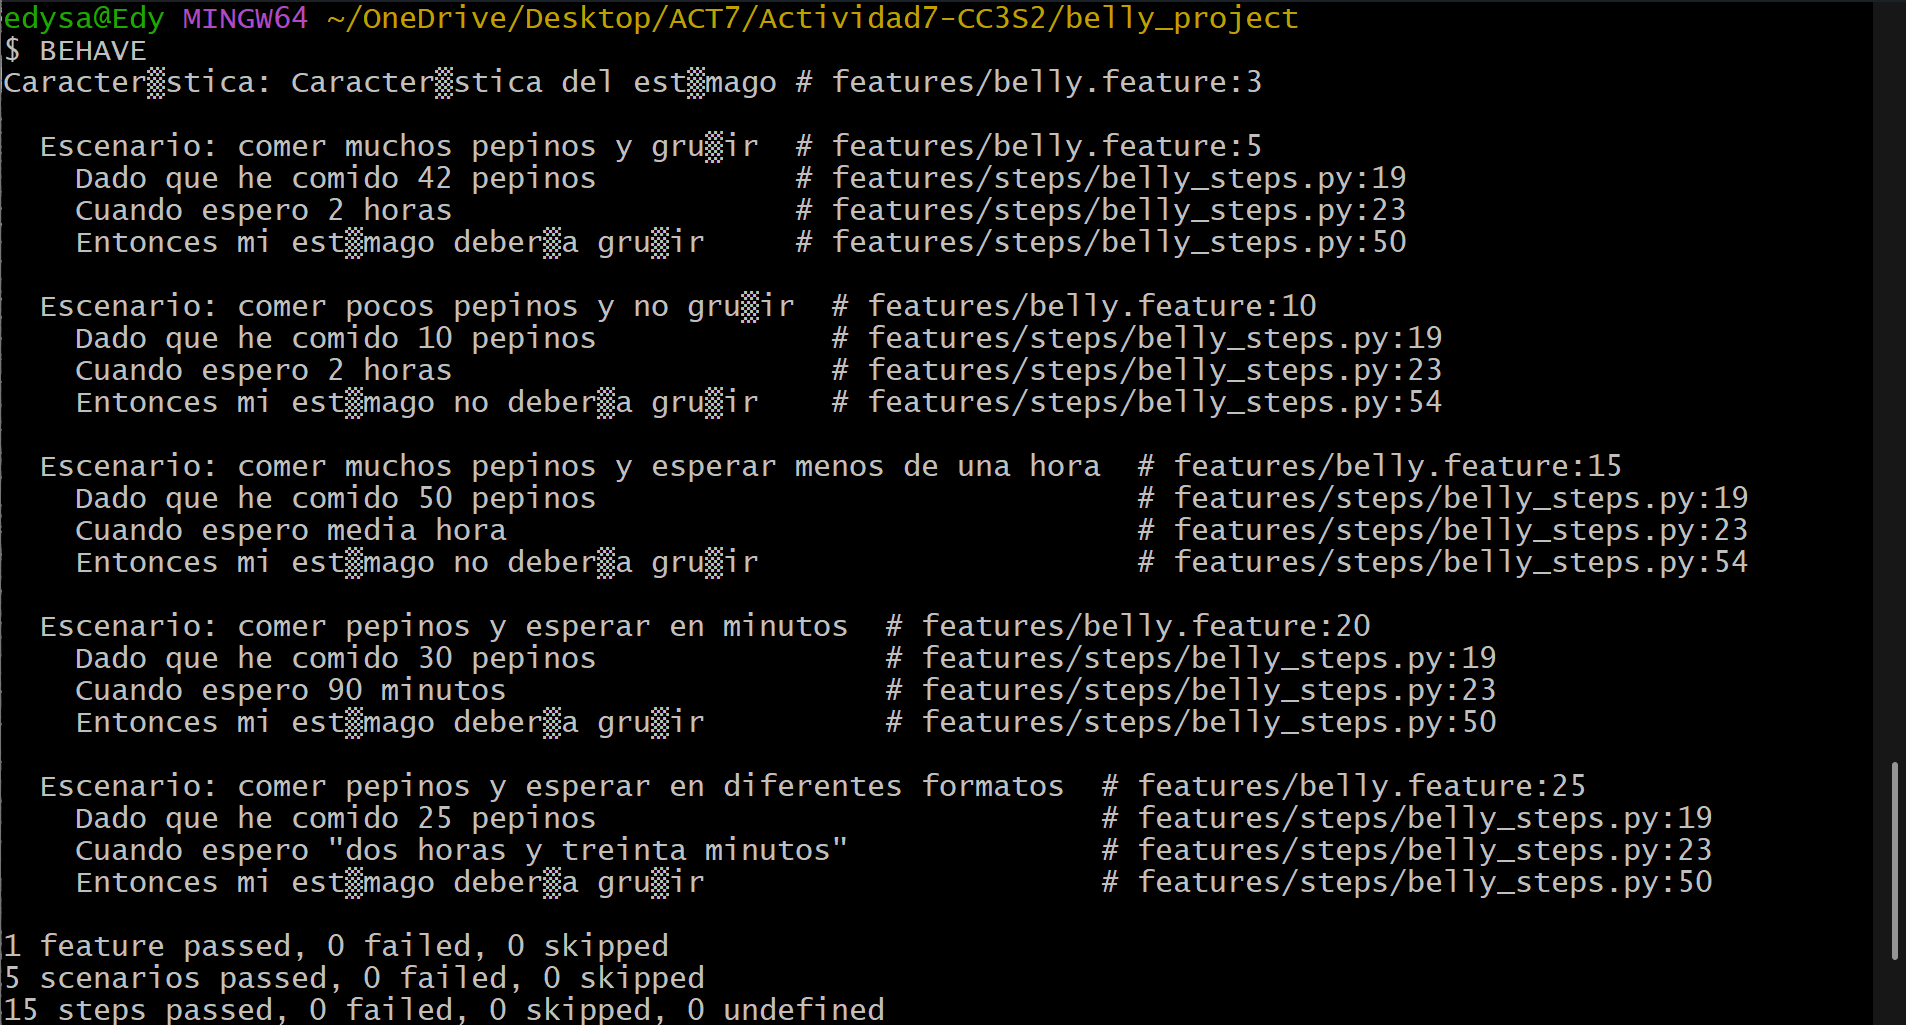 edysa@Edy MINGW64 ~/OneDrive/Desktop/ACT7/Actividad7-CC3S2/belly_project
$ BEHAVE
Caracter▒stica: Caracter▒stica del est▒mago # features/belly.feature:3
Escenario: comer muchos pepinos y gru▒ir # features/belly.feature:5
Dado que he comido 42 pepinos # features/steps/belly_steps.py:19
Cuando espero 2 horas # features/steps/belly_steps.py:23
Entonces mi est▒mago deber▒a gru▒ir # features/steps/belly_steps.py:50
Escenario: comer pocos pepinos y no gru▒ir # features/belly.feature:10
Dado que he comido 10 pepinos # features/steps/belly_steps.py:19
Cuando espero 2 horas # features/steps/belly_steps.py:23
Entonces mi est▒mago no deber▒a gru▒ir # features/steps/belly_steps.py:54
Escenario: comer muchos pepinos y esperar menos de una hora # features/belly.feature:15
Dado que he comido 50 pepinos # features/steps/belly_steps.py:19
Cuando espero media hora # features/steps/belly_steps.py:23
Entonces mi est▒mago no deber▒a gru▒ir # features/steps/belly_steps.py:54
Escenario: comer pepinos y esperar en minutos # features/belly.feature:20
Dado que he comido 30 pepinos # features/steps/belly_steps.py:19
Cuando espero 90 minutos # features/steps/belly_steps.py:23
Entonces mi est▒mago deber▒a gru▒ir # features/steps/belly_steps.py:50
Escenario: comer pepinos y esperar en diferentes formatos # features/belly.feature:25
Dado que he comido 25 pepinos # features/steps/belly_steps.py:19
Cuando espero "dos horas y treinta minutos" # features/steps/belly_steps.py:23
Entonces mi est▒mago deber▒a gru▒ir # features/steps/belly_steps.py:50
1 feature passed, 0 failed, 0 skipped
5 scenarios passed, 0 failed, 0 skipped
15 steps passed, 0 failed, 0 skipped, 0 undefined